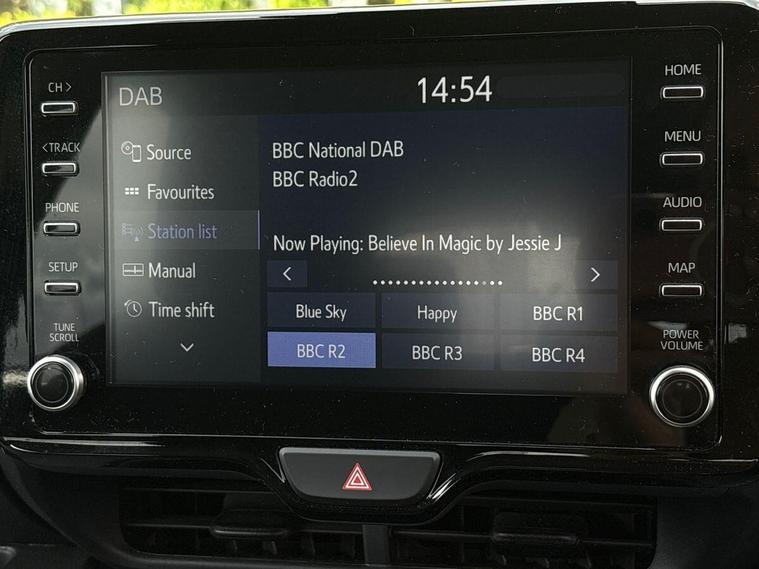 CH >
< TRACK
PHONE
SETUP
TUNE
SCROLL
DAB
14:54
Source
Favourites
Station list
Manual
Time shift
BBC National DAB
BBC Radio2
Now Playing: Believe In Magic by Jessie J
Blue Sky
Happy
BBC R1
BBC R2
BBC R3
BBC R4
HOME
MENU
AUDIO
MAP
POWER
VOLUME